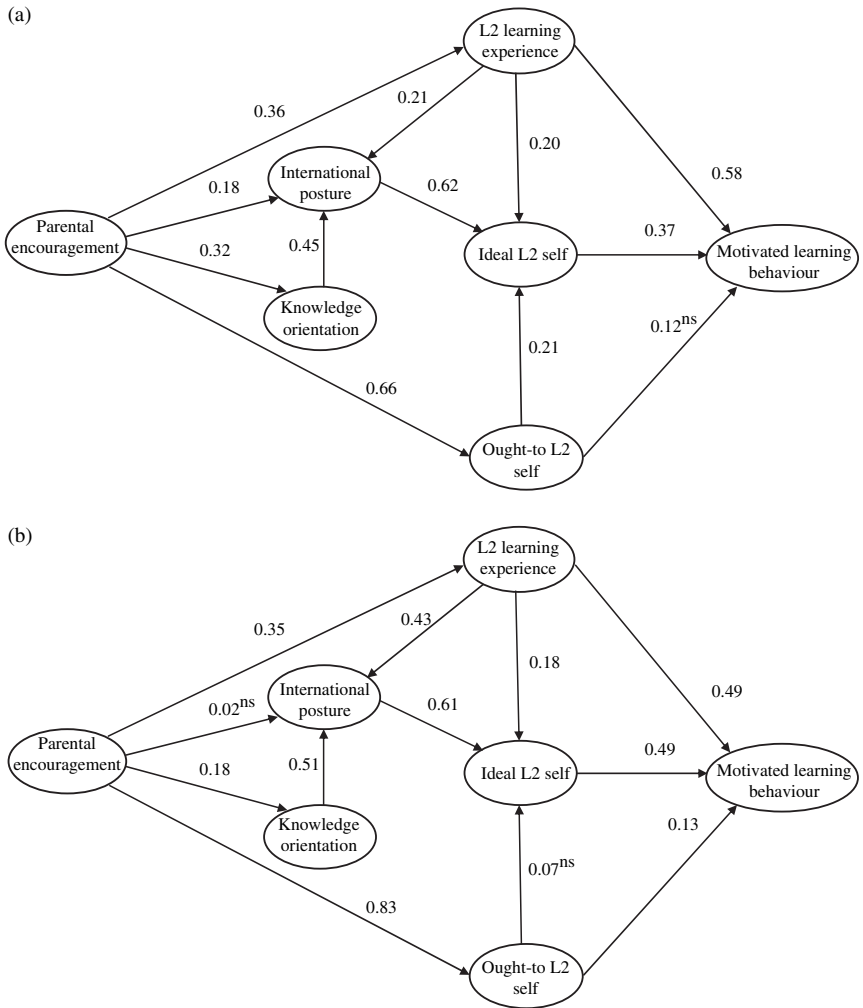 (a)
L2 learning
experience
0.36
0.21
0.20
0.58
International
posture
0.18
0.62
Parental
encouragement
0.32
0.45
Ideal L2 self
0.37
Motivated learning
behaviour
Knowledge
orientation
0.12ns
0.21
0.66
Ought-to L2
self
(b)
L2 learning
experience
0.35
0.43
0.18
0.49
International
posture
0.02ns
0.61
Parental
encouragement
0.18
0.51
Ideal L2 self
0.49
Motivated learning
behaviour
Knowledge
orientation
0.13
0.07ns
0.83
Ought-to L2
self